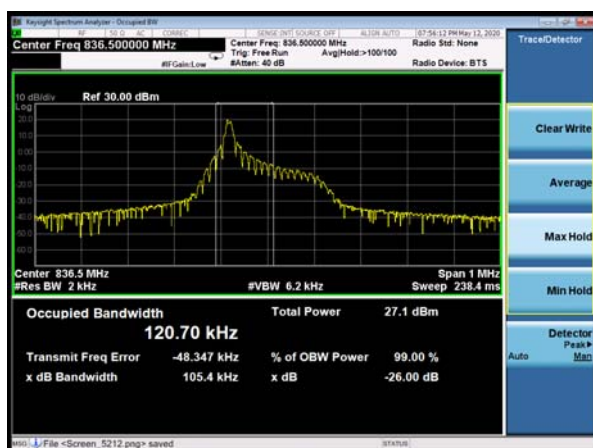 Keysight Spectrum Analyzer - Occupied BW
RF 50 Ω AC CORREC SENSE:INT SOURCE OFF ALIGN AUTO 07:56:12 PM May 12, 2020
Center Freq 836.500000 MHz Center Freq: 836.500000 MHz Radio Std: None Trace/Detector
Trig: Free Run Avg|Hold:>100/100
#IFGain:Low #Atten: 40 dB Radio Device: BTS
10 dB/div Ref 30.00 dBm
Log
20.0
10.0
0.00
10.0
20.0
30.0
40.0
50.0
60.0
Clear Write
Average
Max Hold
Min Hold
Center 836.5 MHz Span 1 MHz
#Res BW 2 kHz #VBW 6.2 kHz Sweep 238.4 ms
Occupied Bandwidth Total Power 27.1 dBm
120.70 kHz
Transmit Freq Error -48.347 kHz % of OBW Power 99.00 %
x dB Bandwidth 105.4 kHz x dB -26.00 dB
Detector
Peak
Auto Man
MSG File <Screen_5212.png> saved STATUS